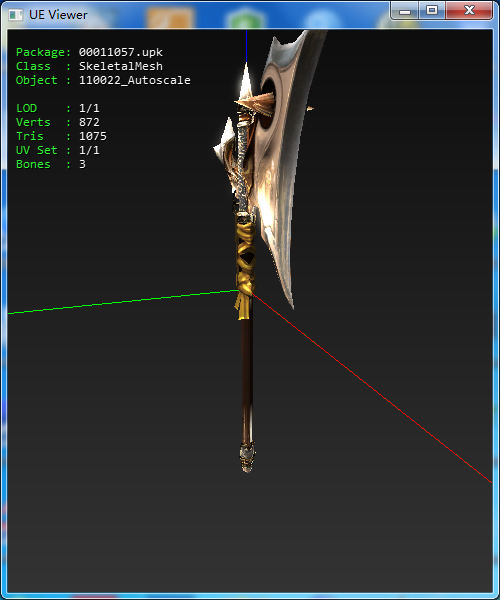 UE Viewer
Package: 00011057.upk
Class  : SkeletalMesh
Object : 110022_Autoscale
LOD    : 1/1
Verts  : 872
Tris   : 1075
UV Set : 1/1
Bones  : 3